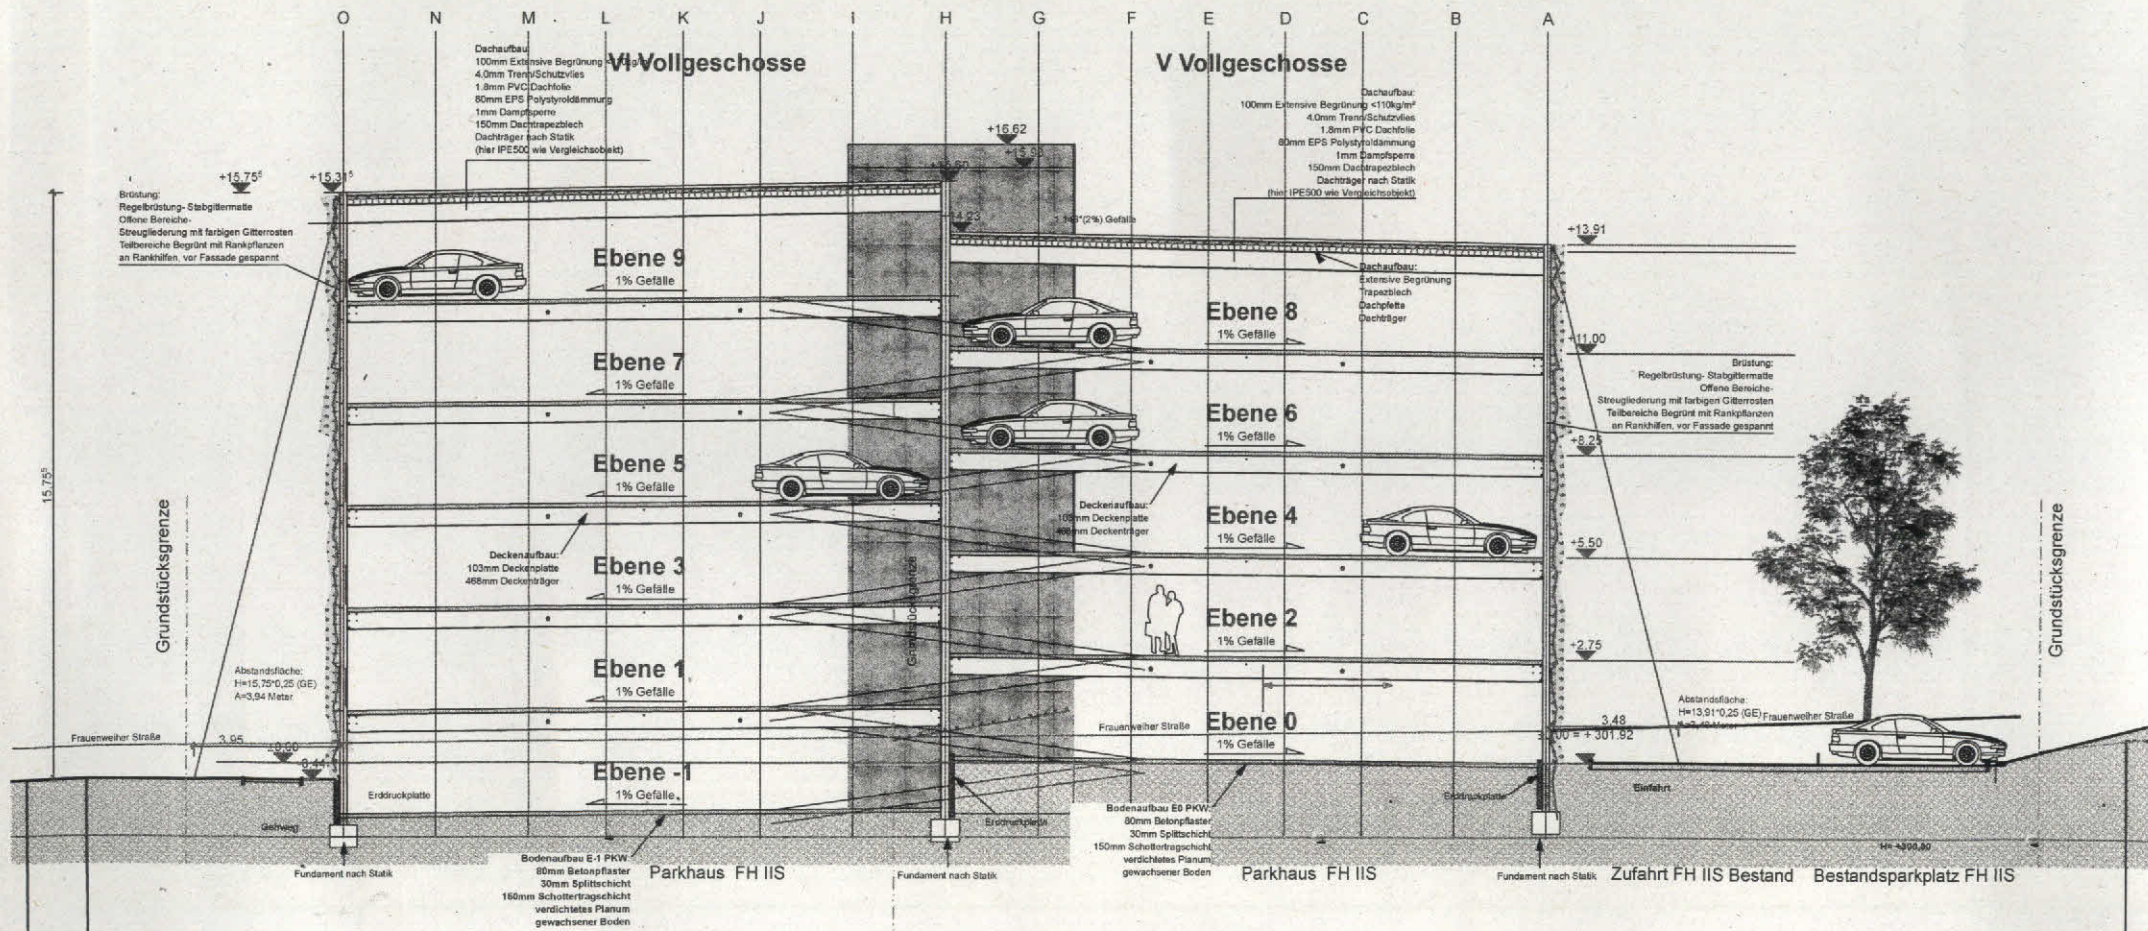 O N M L K J I H G F E D C B A
VI Vollgeschosse
V Vollgeschosse
Dachaufbau
100mm Extensive Begrünung
4.0mm Trenn/Schutzvlies
1.8mm PVC Dachfolie
80mm EPS Polystyroldämmung
1mm Dampfsperre
150mm Dachtrapezblech
Dachträger nach Statik
(hier IPE500 wie Vergleichsobjekt)
Dachaufbau:
100mm Extensive Begrünung <110kg/m²
4.0mm Trenn/Schutzvlies
1.8mm PVC Dachfolie
80mm EPS Polystyroldämmung
1mm Dampfsperre
150mm Dachtrapezblech
Dachträger nach Statik
(hier IPE500 wie Vergleichsobjekt)
+16.62
+15.75⁵
+15.31⁵
(2%) Gefälle
+13.91
Brüstung:
Regelbrüstung- Stabgittermatte
Offene Bereiche-
Streugliederung mit farbigen Gitterrosten
Teilbereiche Begrünt mit Rankpflanzen
an Rankhilfen, vor Fassade gespannt
Dachaufbau:
Extensive Begrünung
Trapezblech
Dachpfette
Dachträger
Ebene 9
1% Gefälle
Ebene 8
1% Gefälle
+11.00
Brüstung:
Regelbrüstung- Stabgittermatte
Offene Bereiche-
Streugliederung mit farbigen Gitterrosten
Teilbereiche Begrünt mit Rankpflanzen
an Rankhilfen, vor Fassade gespannt
Ebene 7
1% Gefälle
Ebene 6
1% Gefälle
+8.25
15.75⁵
Ebene 5
1% Gefälle
Deckenaufbau:
103mm Deckenplatte
468mm Deckenträger
Ebene 4
1% Gefälle
+5.50
Deckenaufbau:
103mm Deckenplatte
468mm Deckenträger
Ebene 3
1% Gefälle
Ebene 2
1% Gefälle
+2.75
Grundstücksgrenze
Grundstücksgrenze
Grundstücksgrenze
Ebene 1
1% Gefälle
Abstandsfläche:
H=15,75*0,25 (GE)
A=3,94 Meter
Abstandsfläche:
H=13,91*0,25 (GE)
Frauenweiher Straße
3.95
Frauenweiher Straße
Ebene 0
1% Gefälle
3,48
Frauenweiher Straße
= + 301.92
Ebene -1
1% Gefälle
Erddruckplatte
Gehweg
Erddruckplatte
Erddruckplatte
Einfahrt
Bodenaufbau E0 PKW:
80mm Betonpflaster
30mm Splittschicht
150mm Schottertragschicht
verdichtetes Planum
gewachsener Boden
Bodenaufbau E-1 PKW:
80mm Betonpflaster
30mm Splittschicht
160mm Schottertragschicht
verdichtetes Planum
gewachsener Boden
Fundament nach Statik
Parkhaus FH IIS
Fundament nach Statik
Parkhaus FH IIS
Fundament nach Statik
Zufahrt FH IIS Bestand
Bestandsparkplatz FH IIS